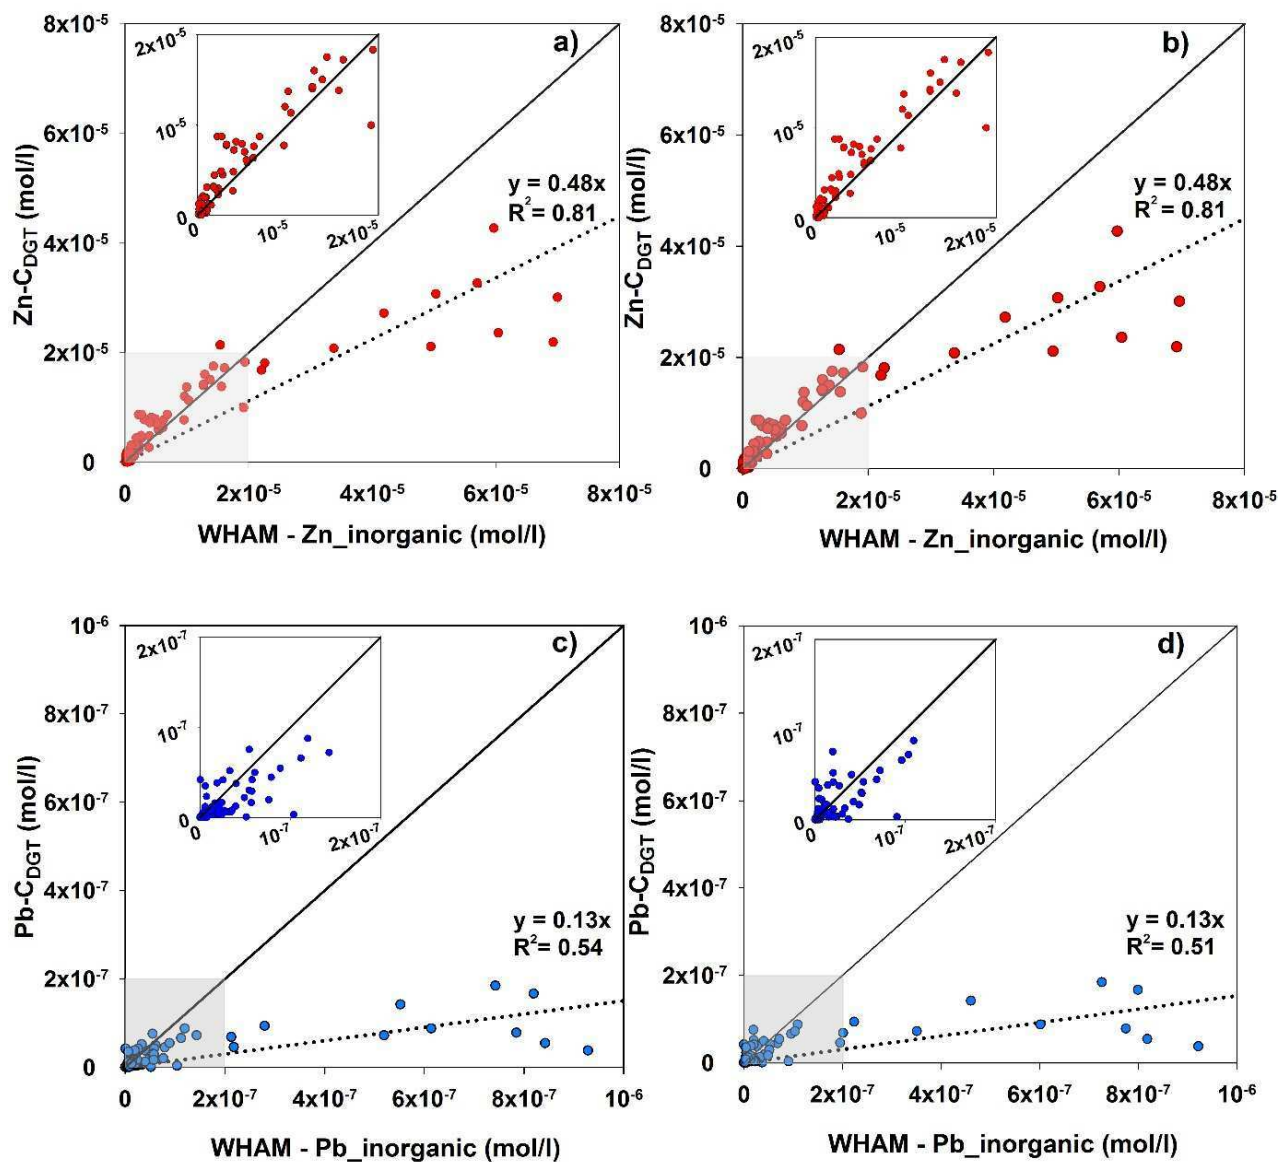 a)
Zn-C_DGT (mol/l)
8x10⁻⁵
6x10⁻⁵
4x10⁻⁵
2x10⁻⁵
0
2x10⁻⁵
10⁻⁵
0
0
10⁻⁵
2x10⁻⁵
y = 0.48x
R² = 0.81
0
2x10⁻⁵
4x10⁻⁵
6x10⁻⁵
8x10⁻⁵
WHAM - Zn_inorganic (mol/l)
b)
Zn-C_DGT (mol/l)
8x10⁻⁵
6x10⁻⁵
4x10⁻⁵
2x10⁻⁵
0
2x10⁻⁵
10⁻⁵
0
0
10⁻⁵
2x10⁻⁵
y = 0.48x
R² = 0.81
0
2x10⁻⁵
4x10⁻⁵
6x10⁻⁵
8x10⁻⁵
WHAM - Zn_inorganic (mol/l)
c)
Pb-C_DGT (mol/l)
10⁻⁶
8x10⁻⁷
6x10⁻⁷
4x10⁻⁷
2x10⁻⁷
0
2x10⁻⁷
10⁻⁷
0
0
10⁻⁷
2x10⁻⁷
y = 0.13x
R²= 0.54
0
2x10⁻⁷
4x10⁻⁷
6x10⁻⁷
8x10⁻⁷
10⁻⁶
WHAM - Pb_inorganic (mol/l)
d)
Pb-C_DGT (mol/l)
10⁻⁶
8x10⁻⁷
6x10⁻⁷
4x10⁻⁷
2x10⁻⁷
0
2x10⁻⁷
10⁻⁷
0
0
10⁻⁷
2x10⁻⁷
y = 0.13x
R²= 0.51
0
2x10⁻⁷
4x10⁻⁷
6x10⁻⁷
8x10⁻⁷
10⁻⁶
WHAM - Pb_inorganic (mol/l)